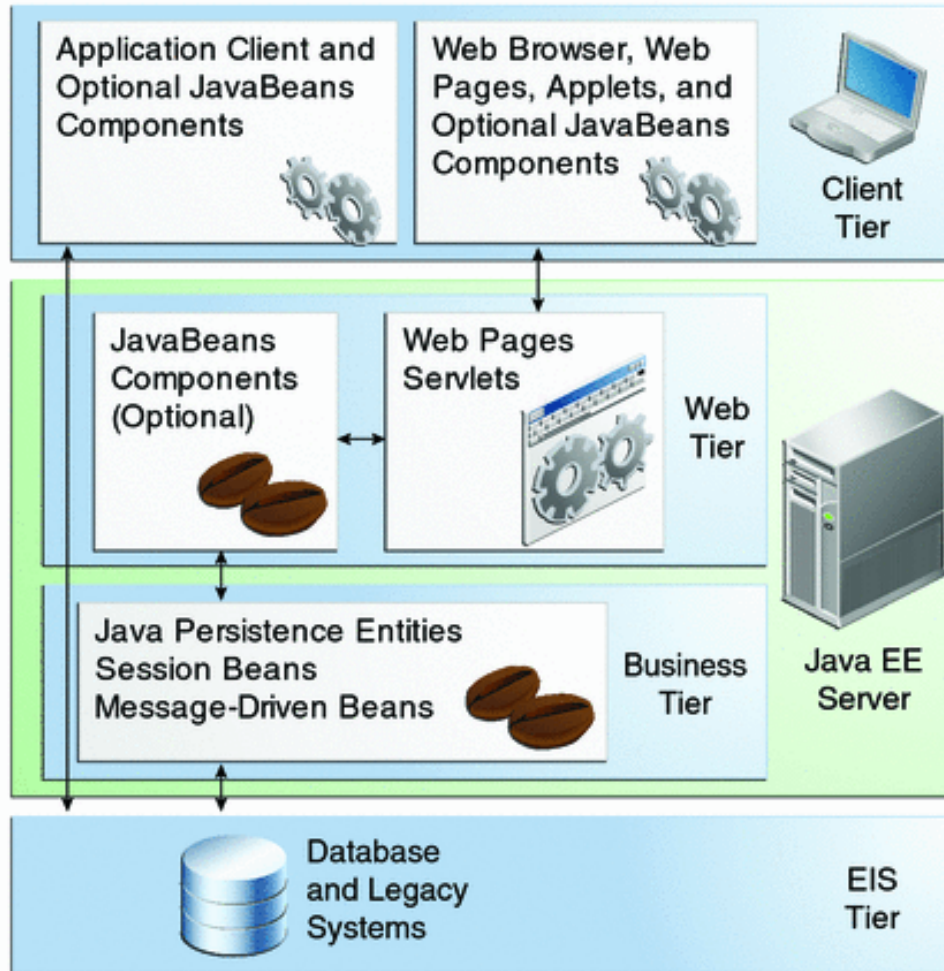 Application Client and
Optional JavaBeans
Components
Web Browser, Web
Pages, Applets, and
Optional JavaBeans
Components
Client
Tier
JavaBeans
Components
(Optional)
Web Pages
Servlets
Web
Tier
Java Persistence Entities
Session Beans
Message-Driven Beans
Business
Tier
Java EE
Server
Database
and Legacy
Systems
EIS
Tier